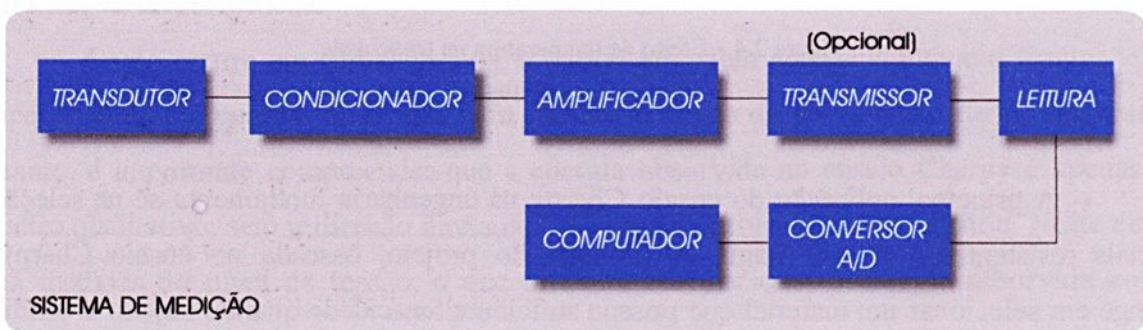 (Opcional)
TRANSDUTOR
CONDICIONADOR
AMPLIFICADOR
TRANSMISSOR
LEITURA
COMPUTADOR
CONVERSOR
A/D
SISTEMA DE MEDIÇÃO